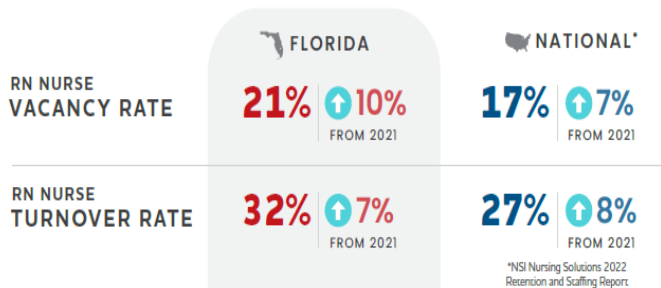 FLORIDA
NATIONAL*
RN NURSE
VACANCY RATE
21% 10%
FROM 2021
17% 7%
FROM 2021
RN NURSE
TURNOVER RATE
32% 7%
FROM 2021
27% 8%
FROM 2021
*NSI Nursing Solutions 2022
Retention and Staffing Report